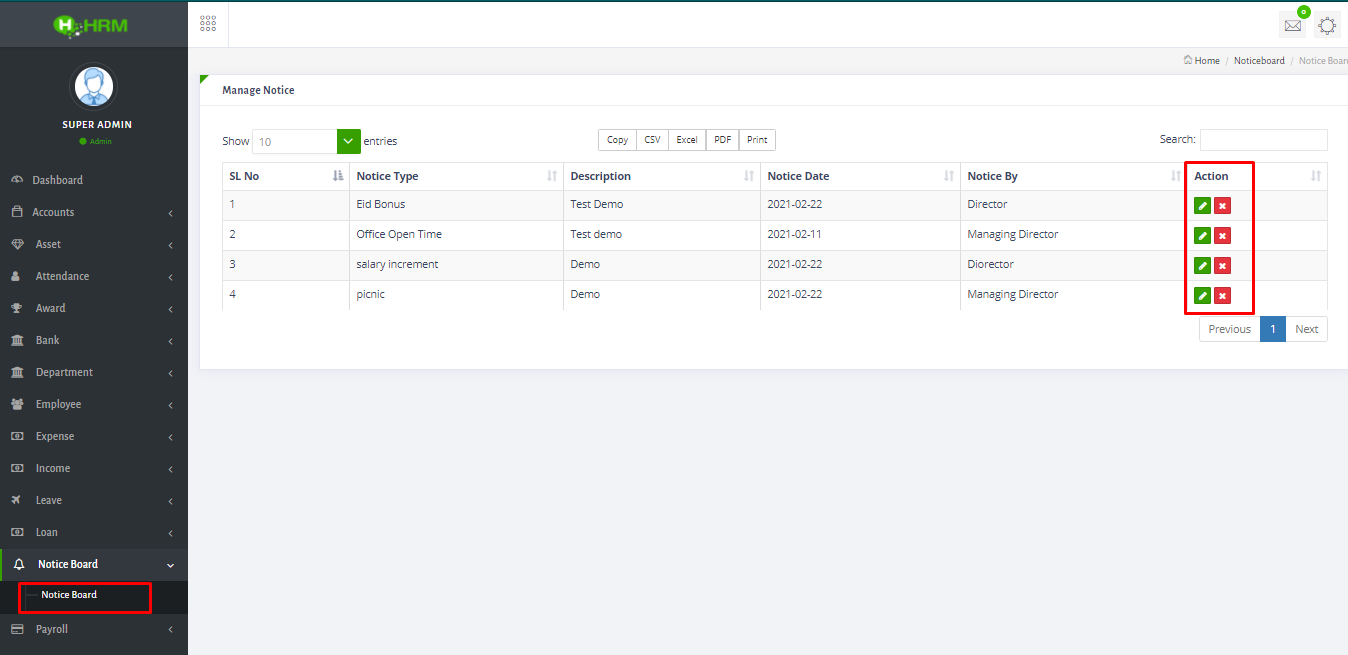 HRM
0
Home / Noticeboard / Notice Boar
SUPER ADMIN
Admin
Dashboard
Accounts
Asset
Attendance
Award
Bank
Department
Employee
Expense
Income
Leave
Loan
Notice Board
Notice Board
Payroll
Manage Notice
Show 10 entries
Copy CSV Excel PDF Print
Search:
SL No Notice Type Description Notice Date Notice By Action
1 Eid Bonus Test Demo 2021-02-22 Director
2 Office Open Time Test demo 2021-02-11 Managing Director
3 salary increment Demo 2021-02-22 Diorector
4 picnic Demo 2021-02-22 Managing Director
Previous 1 Next